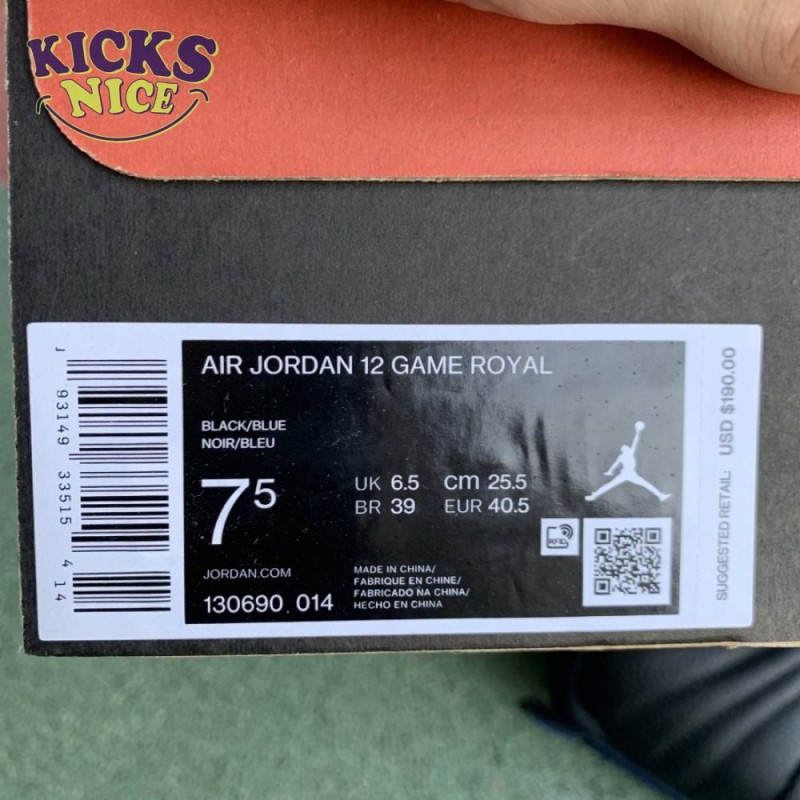 KICKS
NICE
AIR JORDAN 12 GAME ROYAL
BLACK/BLUE
NOIR/BLEU
7 5
UK 6.5 cm 25.5
BR 39 EUR 40.5
RFID
JORDAN.COM
130690 014
MADE IN CHINA/
FABRIQUE EN CHINE/
FABRICADO NA CHINA/
HECHO EN CHINA
SUGGESTED RETAIL: USD $190.00
93149 33515 4 14